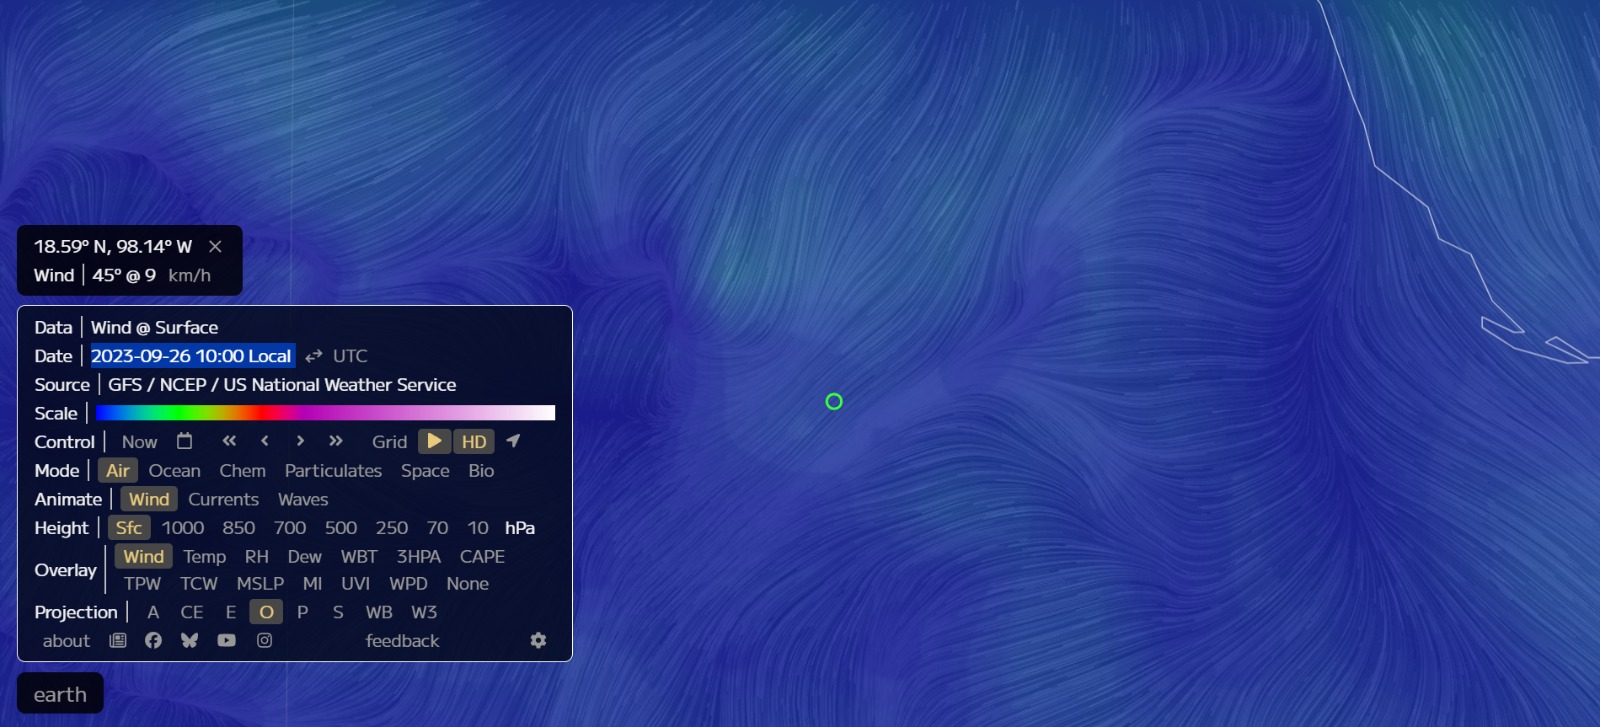 18.59° N, 98.14° W ×
Wind | 45° @ 9 km/h
Data | Wind @ Surface
Date | 2023-09-26 10:00 Local ⇄ UTC
Source | GFS / NCEP / US National Weather Service
Scale |
Control | Now « ‹ › » Grid HD
Mode | Air Ocean Chem Particulates Space Bio
Animate | Wind Currents Waves
Height | Sfc 1000 850 700 500 250 70 10 hPa
Overlay | Wind Temp RH Dew WBT 3HPA CAPE
TPW TCW MSLP MI UVI WPD None
Projection | A CE E O P S WB W3
about feedback
earth